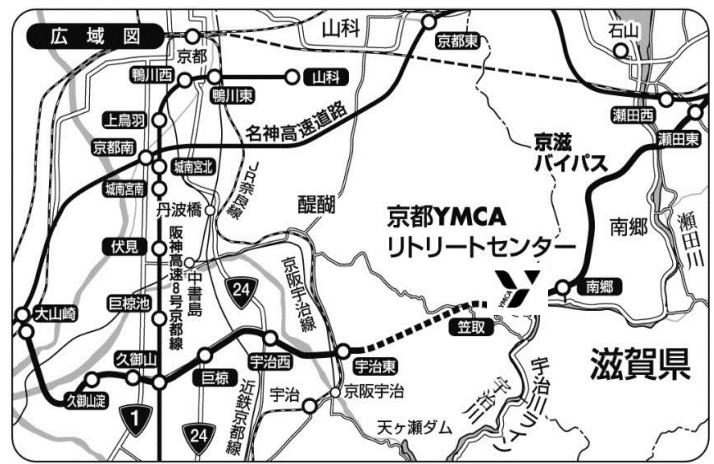 広域図
京都
山科
京都東
石山
鴨川西
鴨川東
山科
上鳥羽
名神高速道路
瀬田西
瀬田東
京都南
城南宮北
JR奈良線
京滋
バイパス
城南宮南
丹波橋
醍醐
京都YMCA
リトリートセンター
南郷
瀬田川
伏見
阪神高速8号京都線
中書島
京阪宇治線
24
YMCA
南郷
大山崎
巨椋池
笠取
久御山
巨椋
宇治西
宇治東
滋賀県
久御山淀
1
24
近鉄京都線
宇治
京阪宇治
天ヶ瀬ダム
宇治川
宇治川ライン